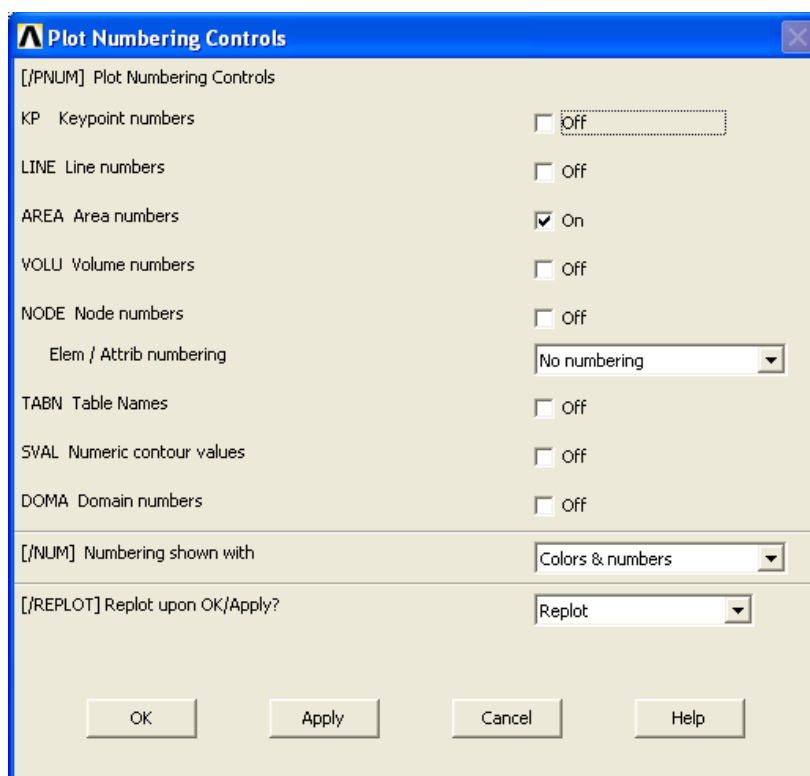 Plot Numbering Controls
[/PNUM] Plot Numbering Controls
KP Keypoint numbers Off
LINE Line numbers Off
AREA Area numbers On
VOLU Volume numbers Off
NODE Node numbers Off
Elem / Attrib numbering No numbering
TABN Table Names Off
SVAL Numeric contour values Off
DOMA Domain numbers Off
[/NUM] Numbering shown with Colors & numbers
[/REPLOT] Replot upon OK/Apply? Replot
OK Apply Cancel Help